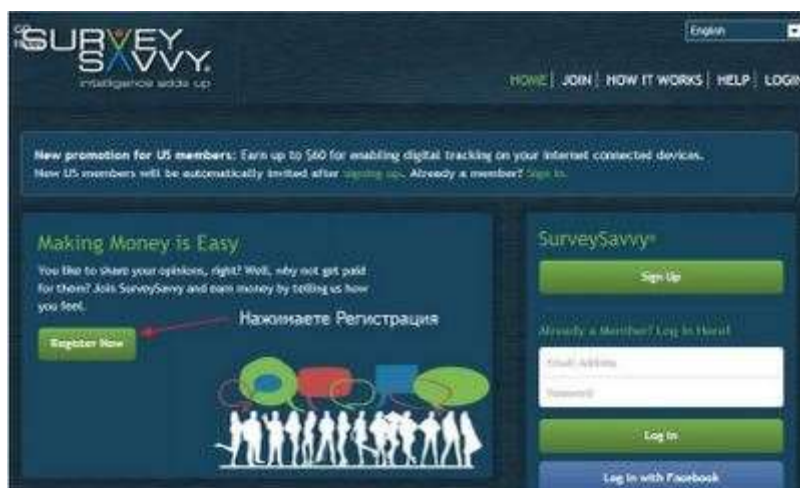 SURVEY
SAVVY.
intelligence adds up
English
HOME | JOIN | HOW IT WORKS | HELP | LOGIN
New promotion for US members: Earn up to $60 for enabling digital tracking on your internet connected devices.
New US members will be automatically invited after signing up. Already a member? Sign in.
Making Money is Easy
You like to share your opinions, right? Well, why not get paid
for them? Join SurveySavvy and earn money by telling us how
you feel.
Нажимаете Регистрация
Register Now
SurveySavvy®
Sign Up
Already a Member? Log In Here!
Email Address
Password
Log In
Log In with Facebook